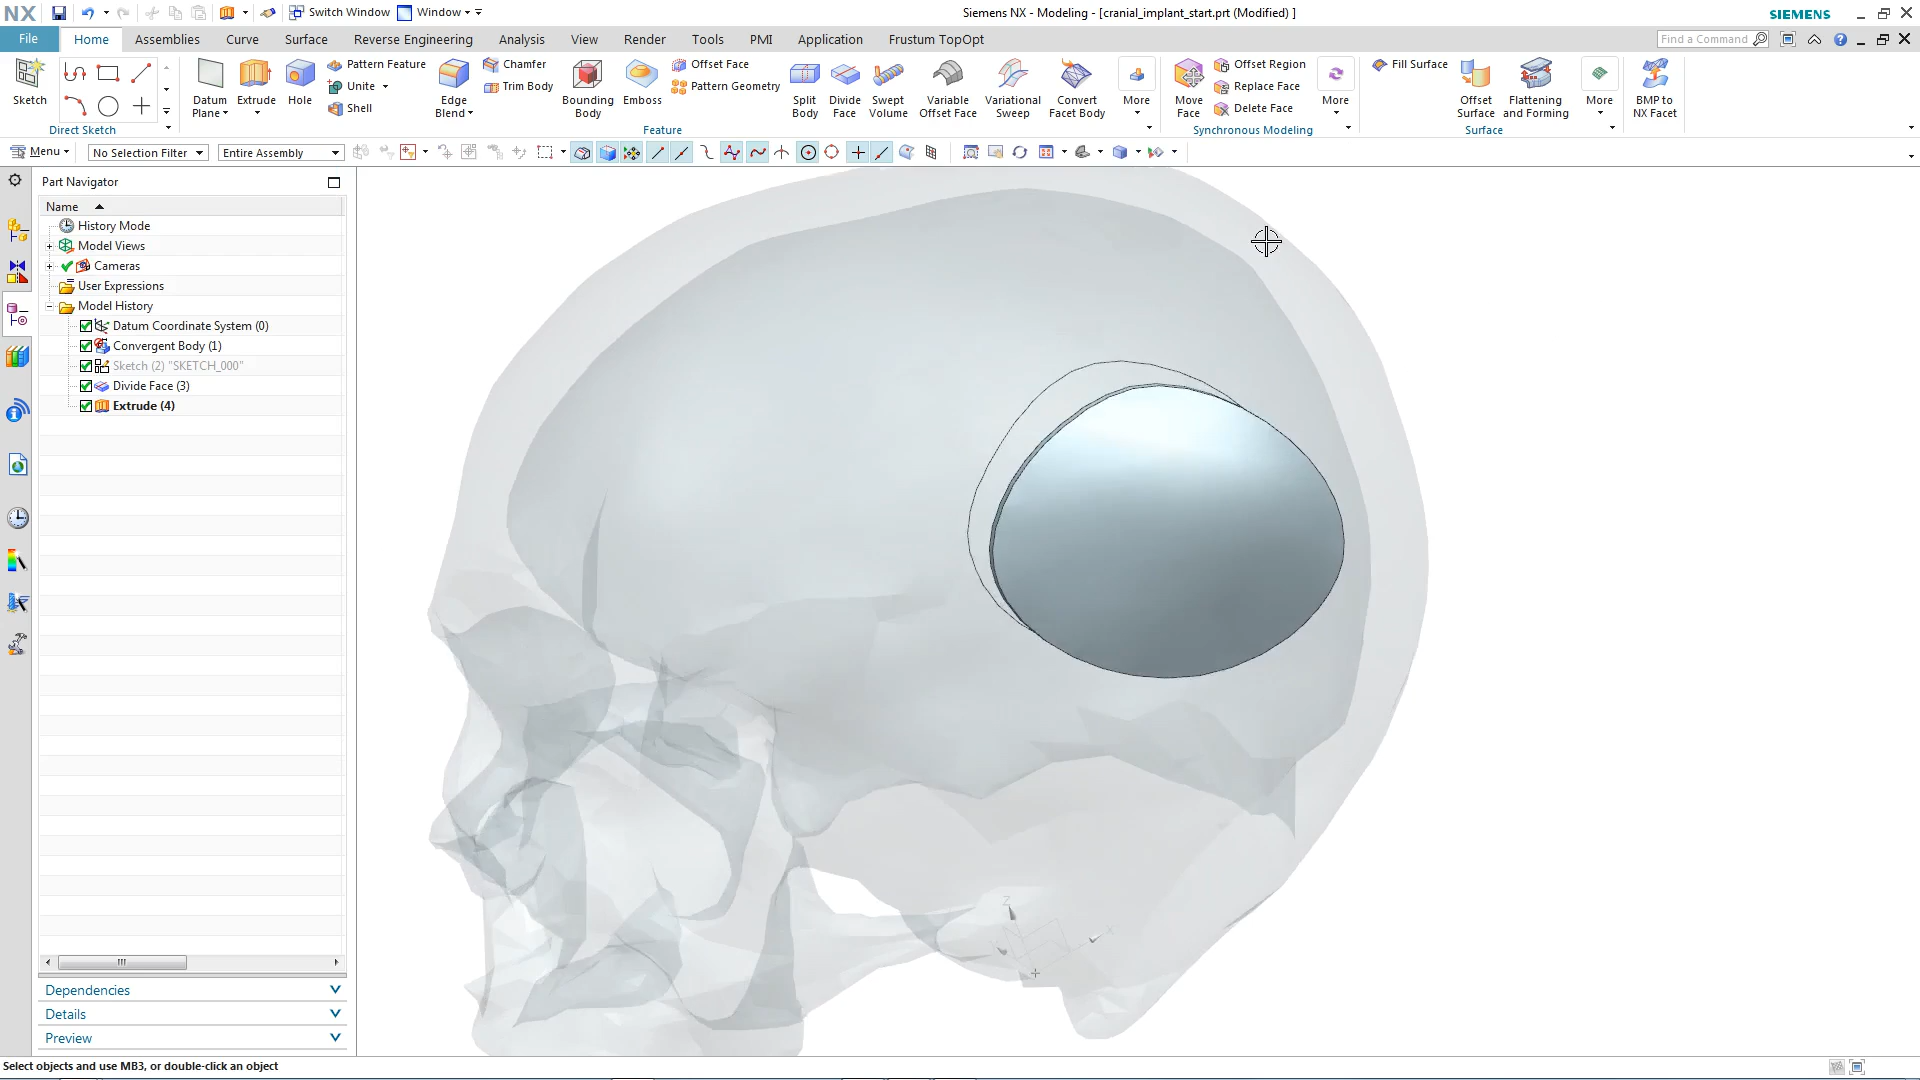 NX Switch Window Window Siemens NX - Modeling - [cranial_implant_start.prt (Modified) ] SIEMENS
File Home Assemblies Curve Surface Reverse Engineering Analysis View Render Tools PMI Application Frustum TopOpt Find a Command
Sketch
Direct Sketch
Datum Plane
Extrude
Hole
Pattern Feature
Unite
Shell
Edge Blend
Chamfer
Trim Body
Bounding Body
Emboss
Offset Face
Pattern Geometry
Split Body
Divide Face
Swept Volume
Variable Offset Face
Variational Sweep
Convert Facet Body
More
Feature
Move Face
Offset Region
Replace Face
Delete Face
More
Synchronous Modeling
Fill Surface
Offset Surface
Flattening and Forming
More
Surface
BMP to NX Facet
Menu No Selection Filter Entire Assembly
Part Navigator
Name
History Mode
Model Views
Cameras
User Expressions
Model History
Datum Coordinate System (0)
Convergent Body (1)
Sketch (2) "SKETCH_000"
Divide Face (3)
Extrude (4)
Z
Dependencies
Details
Preview
Select objects and use MB3, or double-click an object